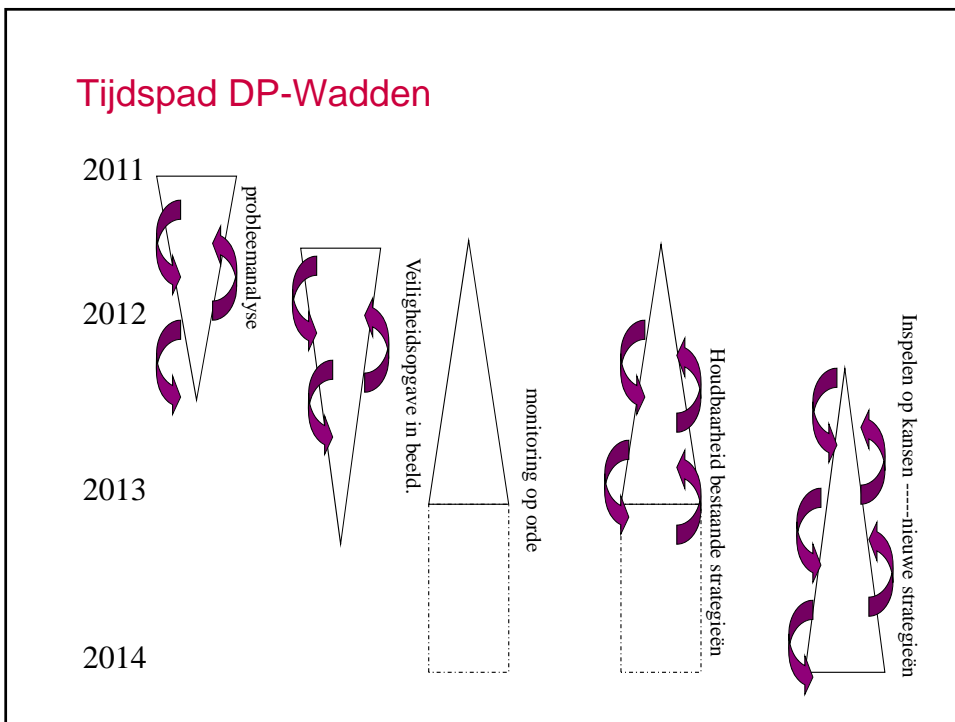 Tijdspad DP-Wadden
2011
2012
2013
2014
probleemanalyse
Veiligheidsopgave in beeld.
monitoring op orde
Houdbaarheid bestaande strategieën
Inspelen op kansen -----nieuwe strategieën